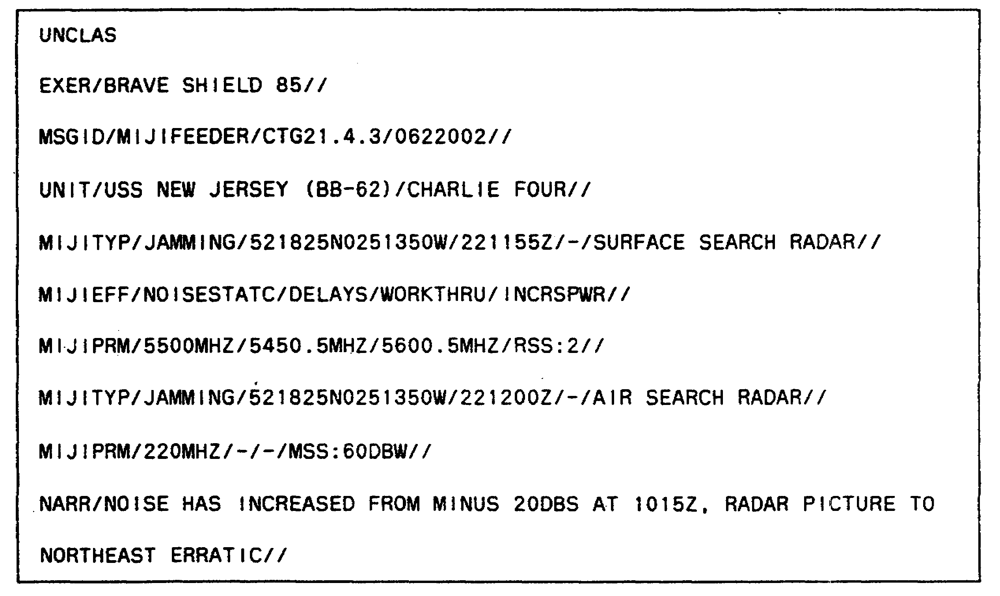 UNCLAS
EXER/BRAVE SHIELD 85//
MSGID/MIJIFEEDER/CTG21.4.3/0622002//
UNIT/USS NEW JERSEY (BB-62)/CHARLIE FOUR//
MIJITYP/JAMMING/521825N0251350W/221155Z/-/SURFACE SEARCH RADAR//
MIJIEFF/NOISESTATC/DELAYS/WORKTHRU/INCRSPWR//
MIJIPRM/5500MHZ/5450.5MHZ/5600.5MHZ/RSS:2//
MIJITYP/JAMMING/521825N0251350W/221200Z/-/AIR SEARCH RADAR//
MIJIPRM/220MHZ/-/-/MSS:60DBW//
NARR/NOISE HAS INCREASED FROM MINUS 20DBS AT 1015Z, RADAR PICTURE TO
NORTHEAST ERRATIC//